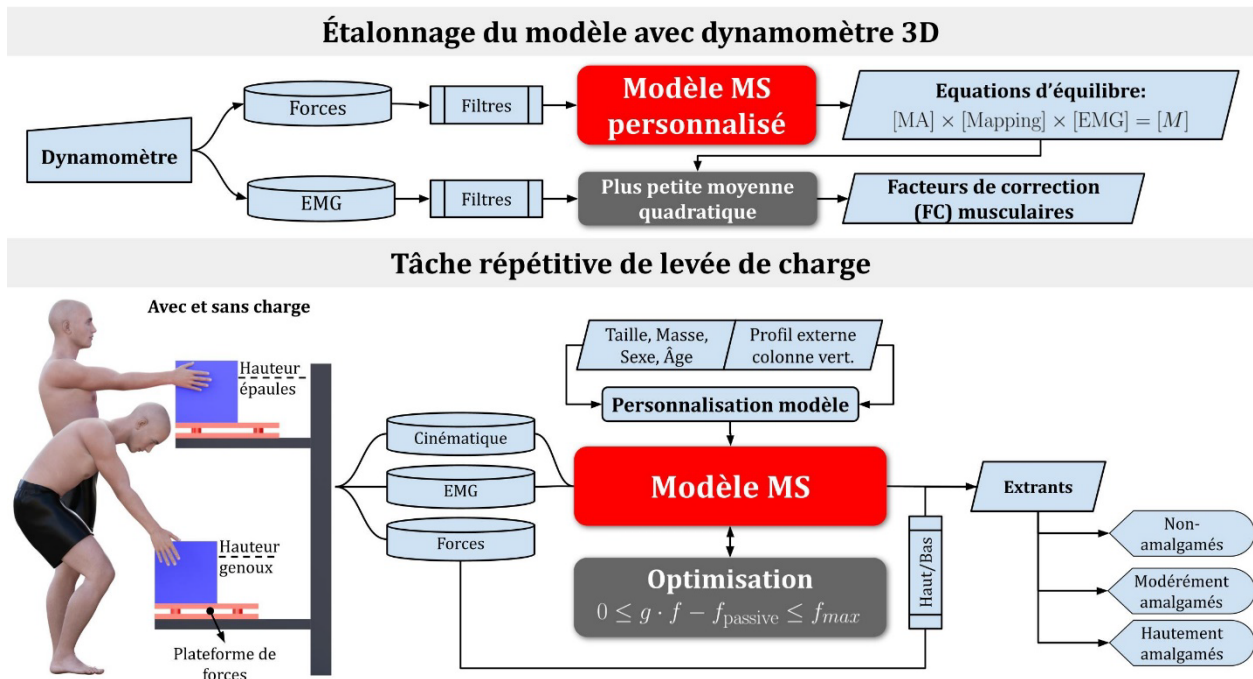 Étalonnage du modèle avec dynamomètre 3D
Dynamomètre
Forces
Filtres
Modèle MS
personnalisé
Equations d'équilibre:
[MA] × [Mapping] × [EMG] = [M]
EMG
Filtres
Plus petite moyenne
quadratique
Facteurs de correction
(FC) musculaires
Tâche répétitive de levée de charge
Avec et sans charge
Hauteur
épaules
Hauteur
genoux
Plateforme de
forces
Cinématique
EMG
Forces
Taille, Masse,
Sexe, Âge
Profil externe
colonne vert.
Personnalisation modèle
Modèle MS
Optimisation
0 ≤ g · f − f_passive ≤ f_max
Haut/Bas
Extrants
Non-
amalgamés
Modérément
amalgamés
Hautement
amalgamés